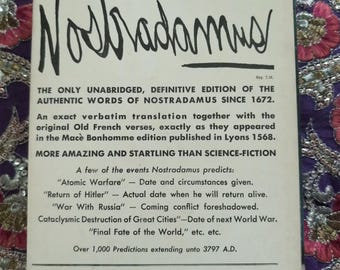 Nostradamus
Reg. T.M.
THE ONLY UNABRIDGED, DEFINITIVE EDITION OF THE
AUTHENTIC WORDS OF NOSTRADAMUS SINCE 1672.
An exact verbatim translation together with the
original Old French verses, exactly as they appeared
in the Macè Bonhomme edition published in Lyons 1568.
MORE AMAZING AND STARTLING THAN SCIENCE-FICTION
A few of the events Nostradamus predicts:
"Atomic Warfare" — Date and circumstances given.
"Return of Hitler" — Actual date when he will return alive.
"War With Russia" — Coming conflict foreshadowed.
Cataclysmic Destruction of Great Cities"—Date of next World War.
"Final Fate of the World," etc. etc.
Over 1,000 Predictions extending unto 3797 A.D.